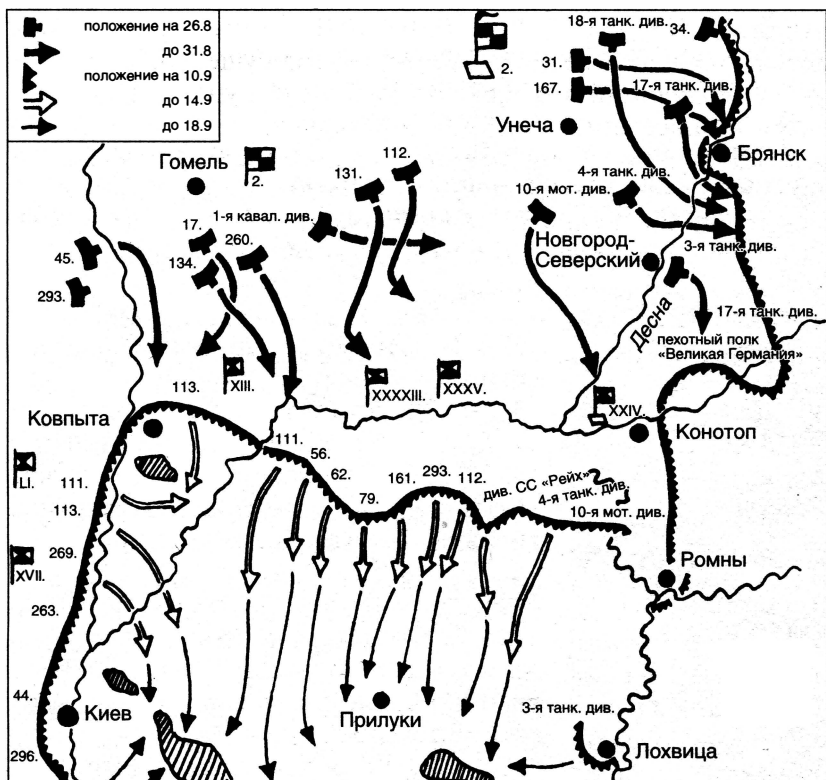 положение на 26.8
до 31.8
положение на 10.9
до 14.9
до 18.9
2.
18-я танк. див.
34.
31.
167.
17-я танк. див.
Унеча
Брянск
Гомель
2.
131.
112.
4-я танк. див.
10-я мот. див.
1-я кавал. див.
17.
260.
134.
45.
293.
Новгород-
Северский
3-я танк. див.
Десна
17-я танк. див.
пехотный полк
«Великая Германия»
XIII.
XXXXIII.
XXXV.
XXIV.
113.
Ковпыта
Конотоп
LI.
111.
113.
111.
56.
62.
79.
161.
293.
112.
див. СС «Рейх»
4-я танк. див.
10-я мот. див.
269.
XVII.
263.
Ромны
44.
Киев
296.
Прилуки
3-я танк. див.
Лохвица